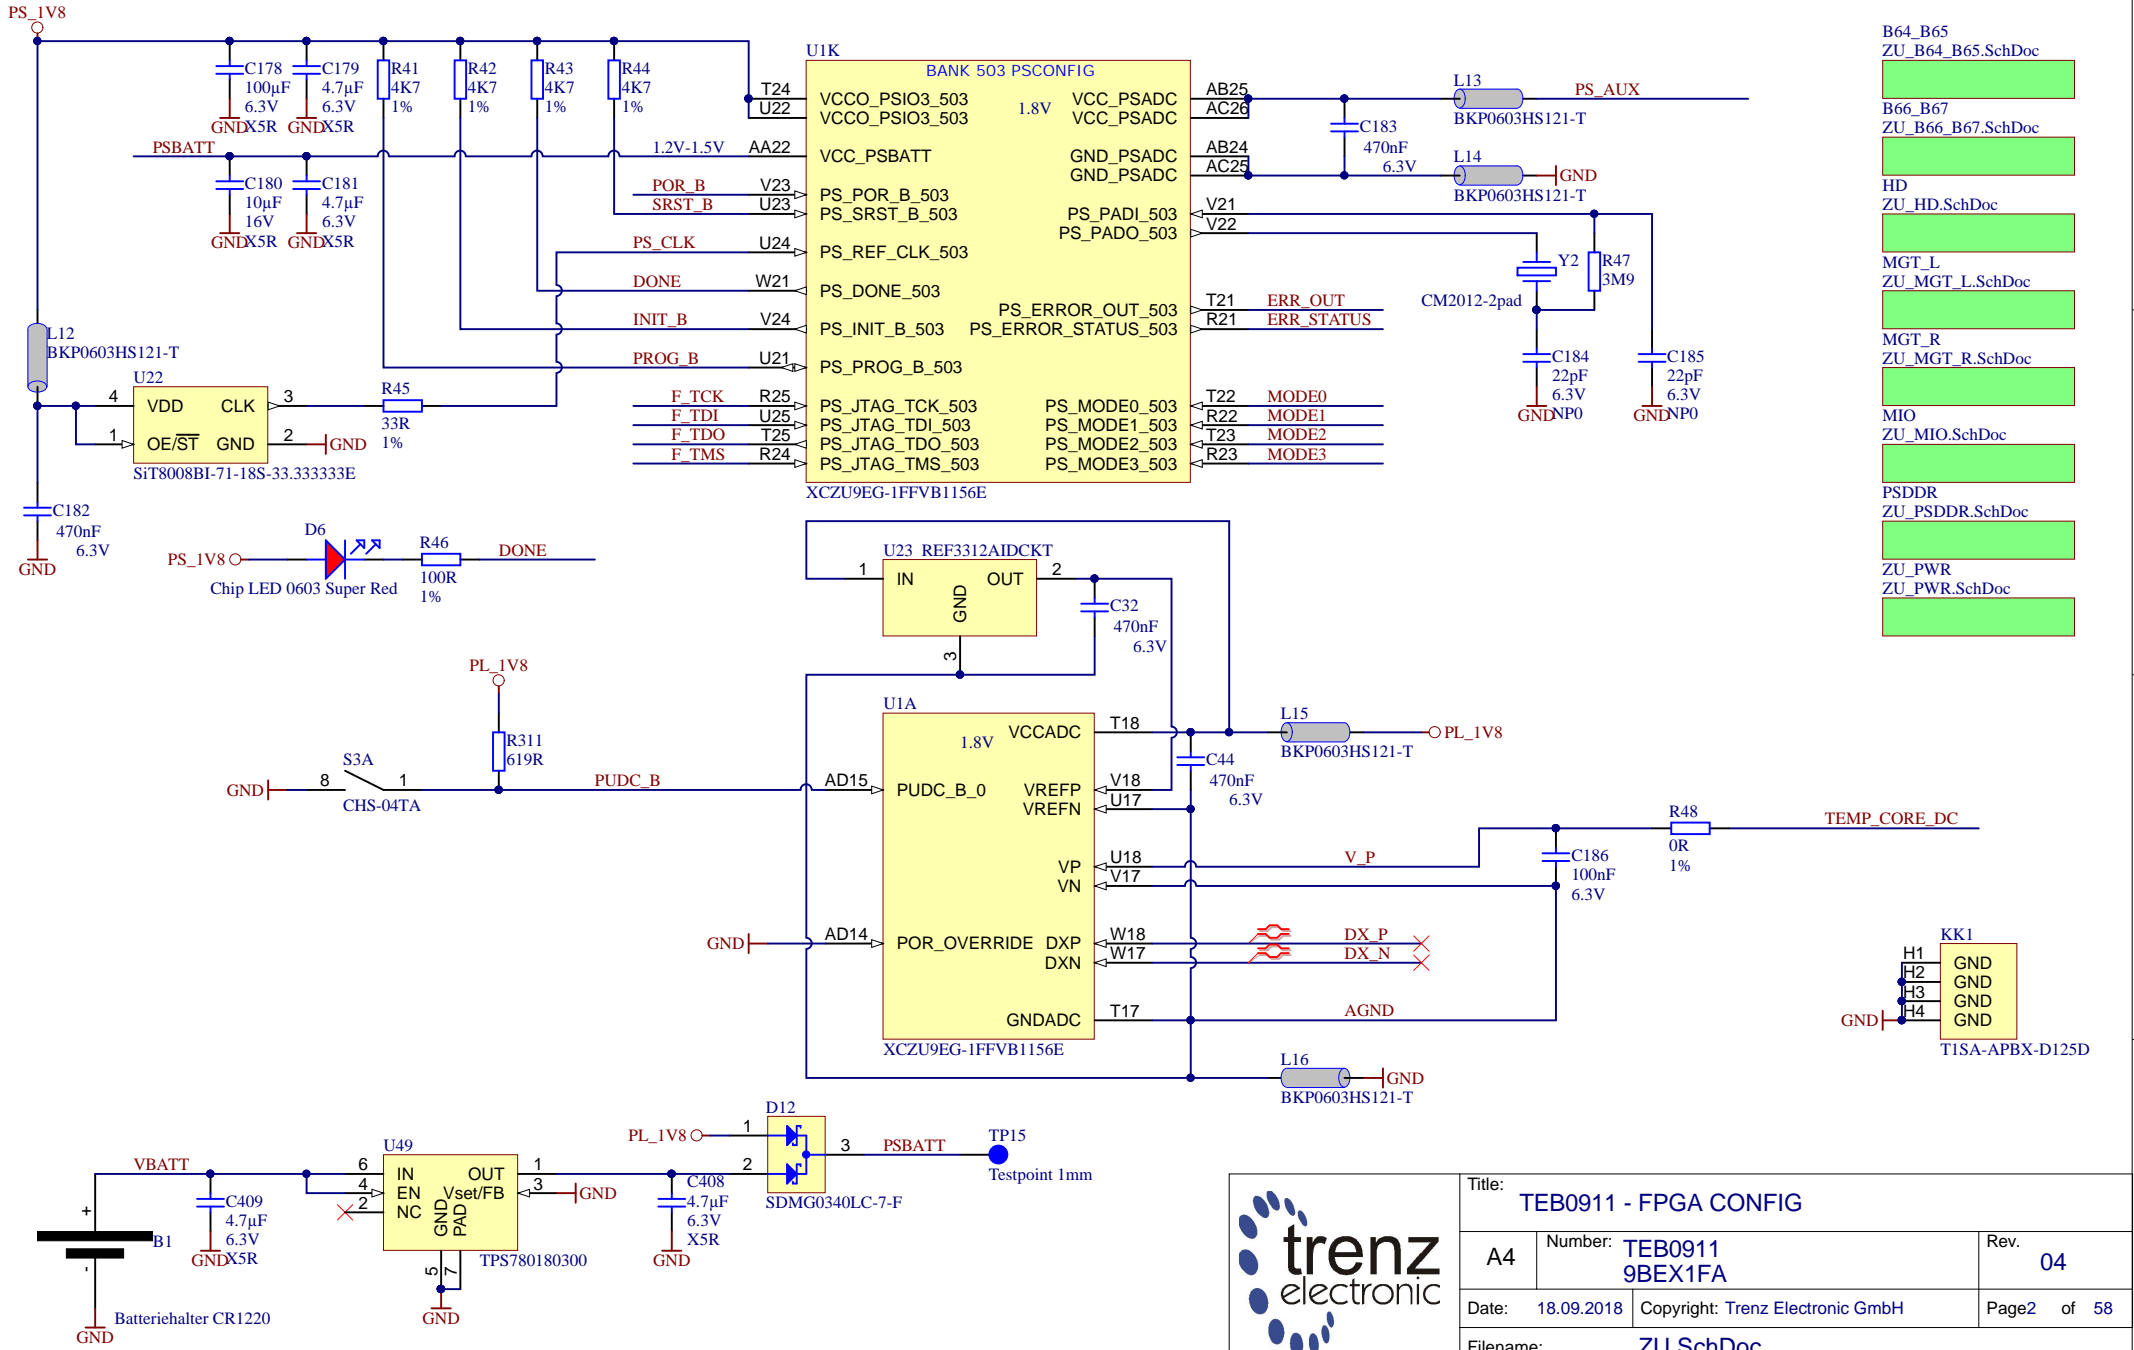 PS_1V8
C178
100µF
6.3V
X5R
GND
C179
4.7µF
6.3V
X5R
GND
R41
4K7
1%
R42
4K7
1%
R43
4K7
1%
R44
4K7
1%
PSBATT
1.2V-1.5V
C180
10µF
16V
X5R
GND
C181
4.7µF
6.3V
X5R
GND
U1K
BANK 503 PSCONFIG
1.8V
T24 VCCO_PSIO3_503
U22 VCCO_PSIO3_503
AA22 VCC_PSBATT
POR_B V23 PS_POR_B_503
SRST_B U23 PS_SRST_B_503
PS_CLK U24 PS_REF_CLK_503
DONE W21 PS_DONE_503
INIT_B V24 PS_INIT_B_503
PROG_B U21 PS_PROG_B_503
F_TCK R25 PS_JTAG_TCK_503
F_TDI U25 PS_JTAG_TDI_503
F_TDO T25 PS_JTAG_TDO_503
F_TMS R24 PS_JTAG_TMS_503
VCC_PSADC AB25
VCC_PSADC AC26
GND_PSADC AB24
GND_PSADC AC25
PS_PADI_503 V21
PS_PADO_503 V22
PS_ERROR_OUT_503 T21 ERR_OUT
PS_ERROR_STATUS_503 R21 ERR_STATUS
PS_MODE0_503 T22 MODE0
PS_MODE1_503 R22 MODE1
PS_MODE2_503 T23 MODE2
PS_MODE3_503 R23 MODE3
XCZU9EG-1FFVB1156E
C183
470nF
6.3V
L13
PS_AUX
BKP0603HS121-T
L14
GND
BKP0603HS121-T
Y2
CM2012-2pad
R47
3M9
C184
22pF
6.3V
NP0
GND
C185
22pF
6.3V
NP0
GND
B64_B65
ZU_B64_B65.SchDoc
B66_B67
ZU_B66_B67.SchDoc
HD
ZU_HD.SchDoc
MGT_L
ZU_MGT_L.SchDoc
MGT_R
ZU_MGT_R.SchDoc
MIO
ZU_MIO.SchDoc
PSDDR
ZU_PSDDR.SchDoc
ZU_PWR
ZU_PWR.SchDoc
L12
BKP0603HS121-T
U22
4 VDD CLK 3
1 OE/ST GND 2 GND
SiT8008BI-71-18S-33.333333E
R45
33R
1%
C182
470nF
6.3V
GND
D6
PS_1V8
Chip LED 0603 Super Red
R46
100R
1%
DONE
U23 REF3312AIDCKT
1 IN OUT 2
GND
3
C32
470nF
6.3V
PL_1V8
R311
619R
S3A
GND 8 1
CHS-04TA
PUDC_B
U1A
1.8V
AD15 PUDC_B_0
AD14 POR_OVERRIDE
GND
VCCADC T18
VREFP V18
VREFN U17
VP U18 V_P
VN V17
DXP W18 DX_P
DXN W17 DX_N
GNDADC T17 AGND
XCZU9EG-1FFVB1156E
C44
470nF
6.3V
L15
PL_1V8
BKP0603HS121-T
C186
100nF
6.3V
R48
0R
1%
TEMP_CORE_DC
L16
GND
BKP0603HS121-T
KK1
H1 GND
H2 GND
H3 GND
GND H4 GND
T1SA-APBX-D125D
VBATT
+
B1
-
Batteriehalter CR1220
GND
C409
4.7µF
6.3V
X5R
GND
U49
6 IN OUT 1
4 EN Vset/FB 3 GND
2 NC
GND
PAD
5
7
TPS780180300
GND
C408
4.7µF
6.3V
X5R
GND
D12
PL_1V8 1
2
3
SDMG0340LC-7-F
PSBATT
TP15
Testpoint 1mm
trenz
electronic
Title:
TEB0911 - FPGA CONFIG
A4
Number: TEB0911
9BEX1FA
Rev.
04
Date: 18.09.2018
Copyright: Trenz Electronic GmbH
Page2 of 58
Filename: ZU.SchDoc